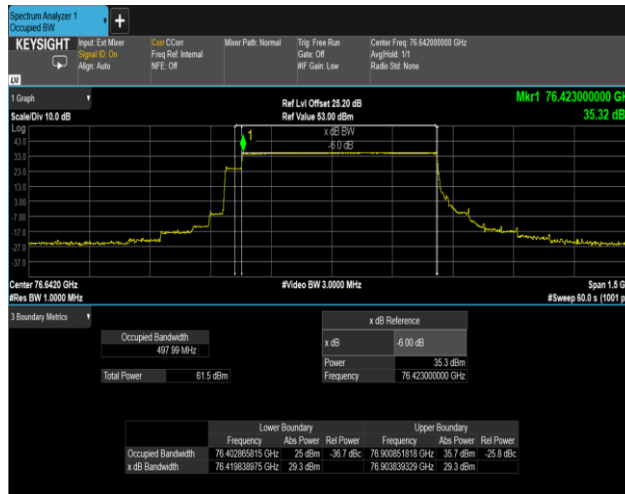 Spectrum Analyzer 1
Occupied BW
+
KEYSIGHT Input: Ext Mixer Corr CCorr Mixer Path: Normal Trig: Free Run Center Freq: 76.642000000 GHz
Signal ID: On Freq Ref: Internal Gate: Off Avg|Hold: 1/1
Align: Auto NFE: Off #IF Gain: Low Radio Std: None
LXI
1 Graph Ref Lvl Offset 25.20 dB Mkr1 76.423000000 GH
Scale/Div 10.0 dB Ref Value 53.00 dBm 35.32 dB
Log
1
x dB BW
-6.0 dB
43.0
33.0
23.0
13.0
3.00
-7.00
-17.0
-27.0
-37.0
Center 76.6420 GHz #Video BW 3.0000 MHz Span 1.5 G
#Res BW 1.0000 MHz #Sweep 60.0 s (1001 p
3 Boundary Metrics
x dB Reference
Occupied Bandwidth
497.99 MHz
x dB -6.00 dB
Power 35.3 dBm
Total Power 61.5 dBm
Frequency 76.423000000 GHz
Lower Boundary Upper Boundary
Frequency Abs Power Rel Power Frequency Abs Power Rel Power
Occupied Bandwidth 76.402865815 GHz 25 dBm -36.7 dBc 76.900851818 GHz 35.7 dBm -25.8 dBc
x dB Bandwidth 76.419838975 GHz 29.3 dBm 76.903839329 GHz 29.3 dBm